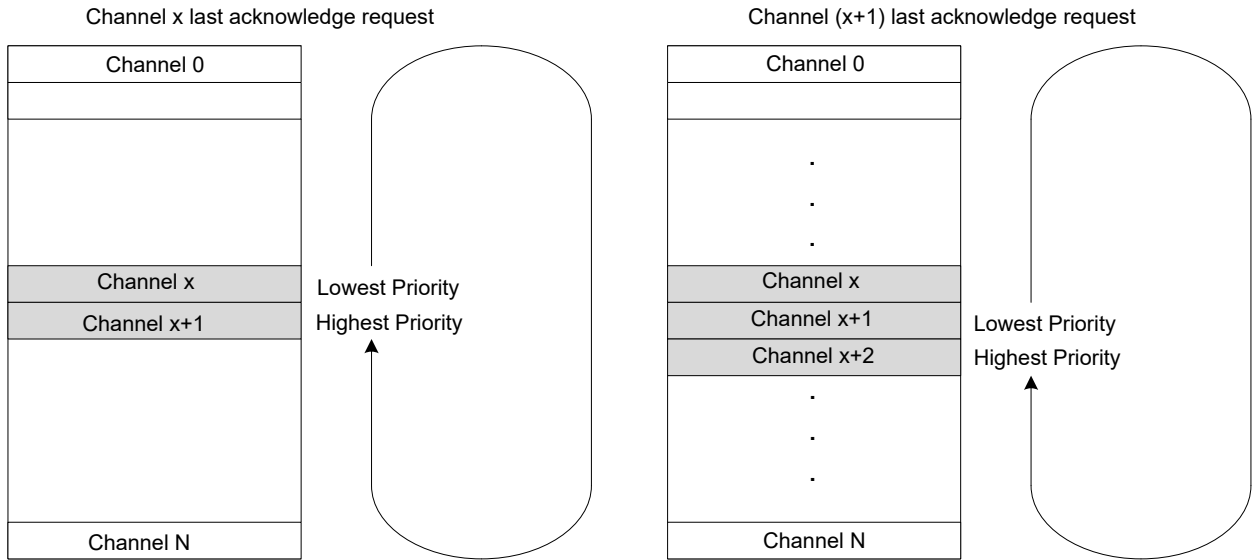 Channel x last acknowledge request
Channel 0
Channel x
Lowest Priority
Channel x+1
Highest Priority
Channel N
Channel (x+1) last acknowledge request
Channel 0
.
.
.
Channel x
Channel x+1
Lowest Priority
Channel x+2
Highest Priority
.
.
.
Channel N